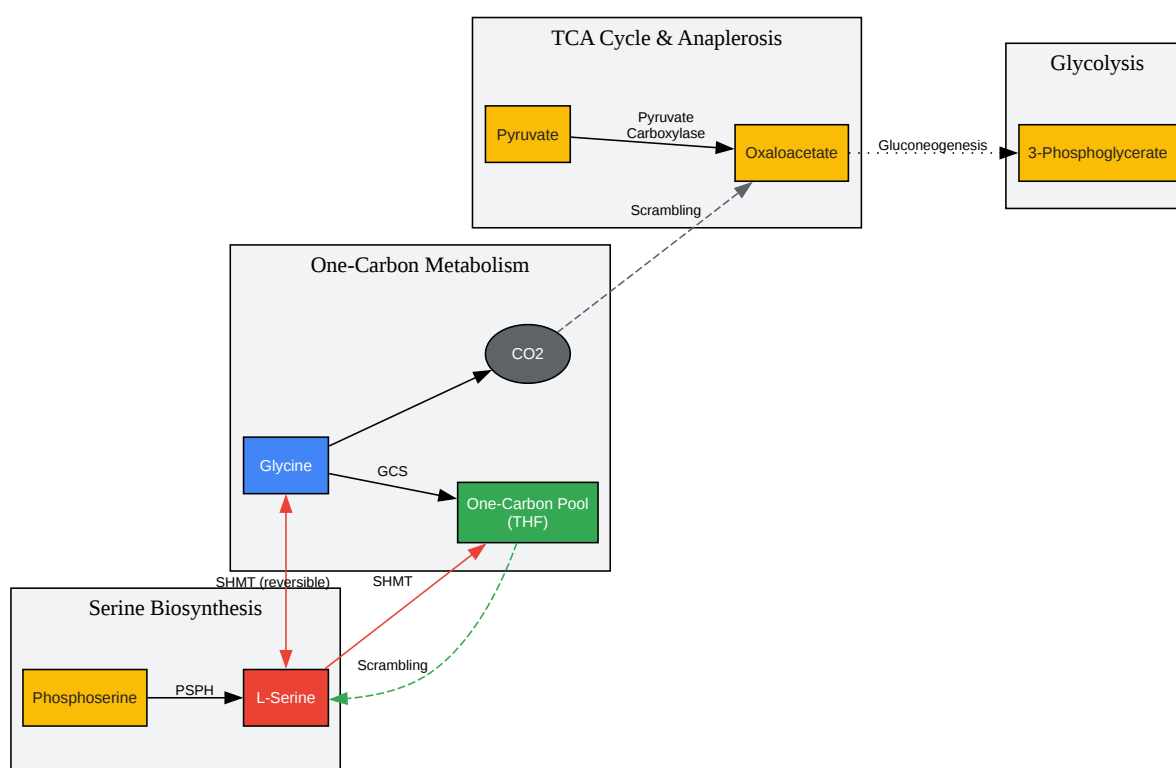 TCA Cycle & Anaplerosis
Glycolysis
Pyruvate
Pyruvate
Carboxylase
Oxaloacetate
Gluconeogenesis
3-Phosphoglycerate
Scrambling
One-Carbon Metabolism
CO2
Glycine
GCS
One-Carbon Pool
(THF)
SHMT (reversible)
SHMT
Serine Biosynthesis
Scrambling
Phosphoserine
PSPH
L-Serine